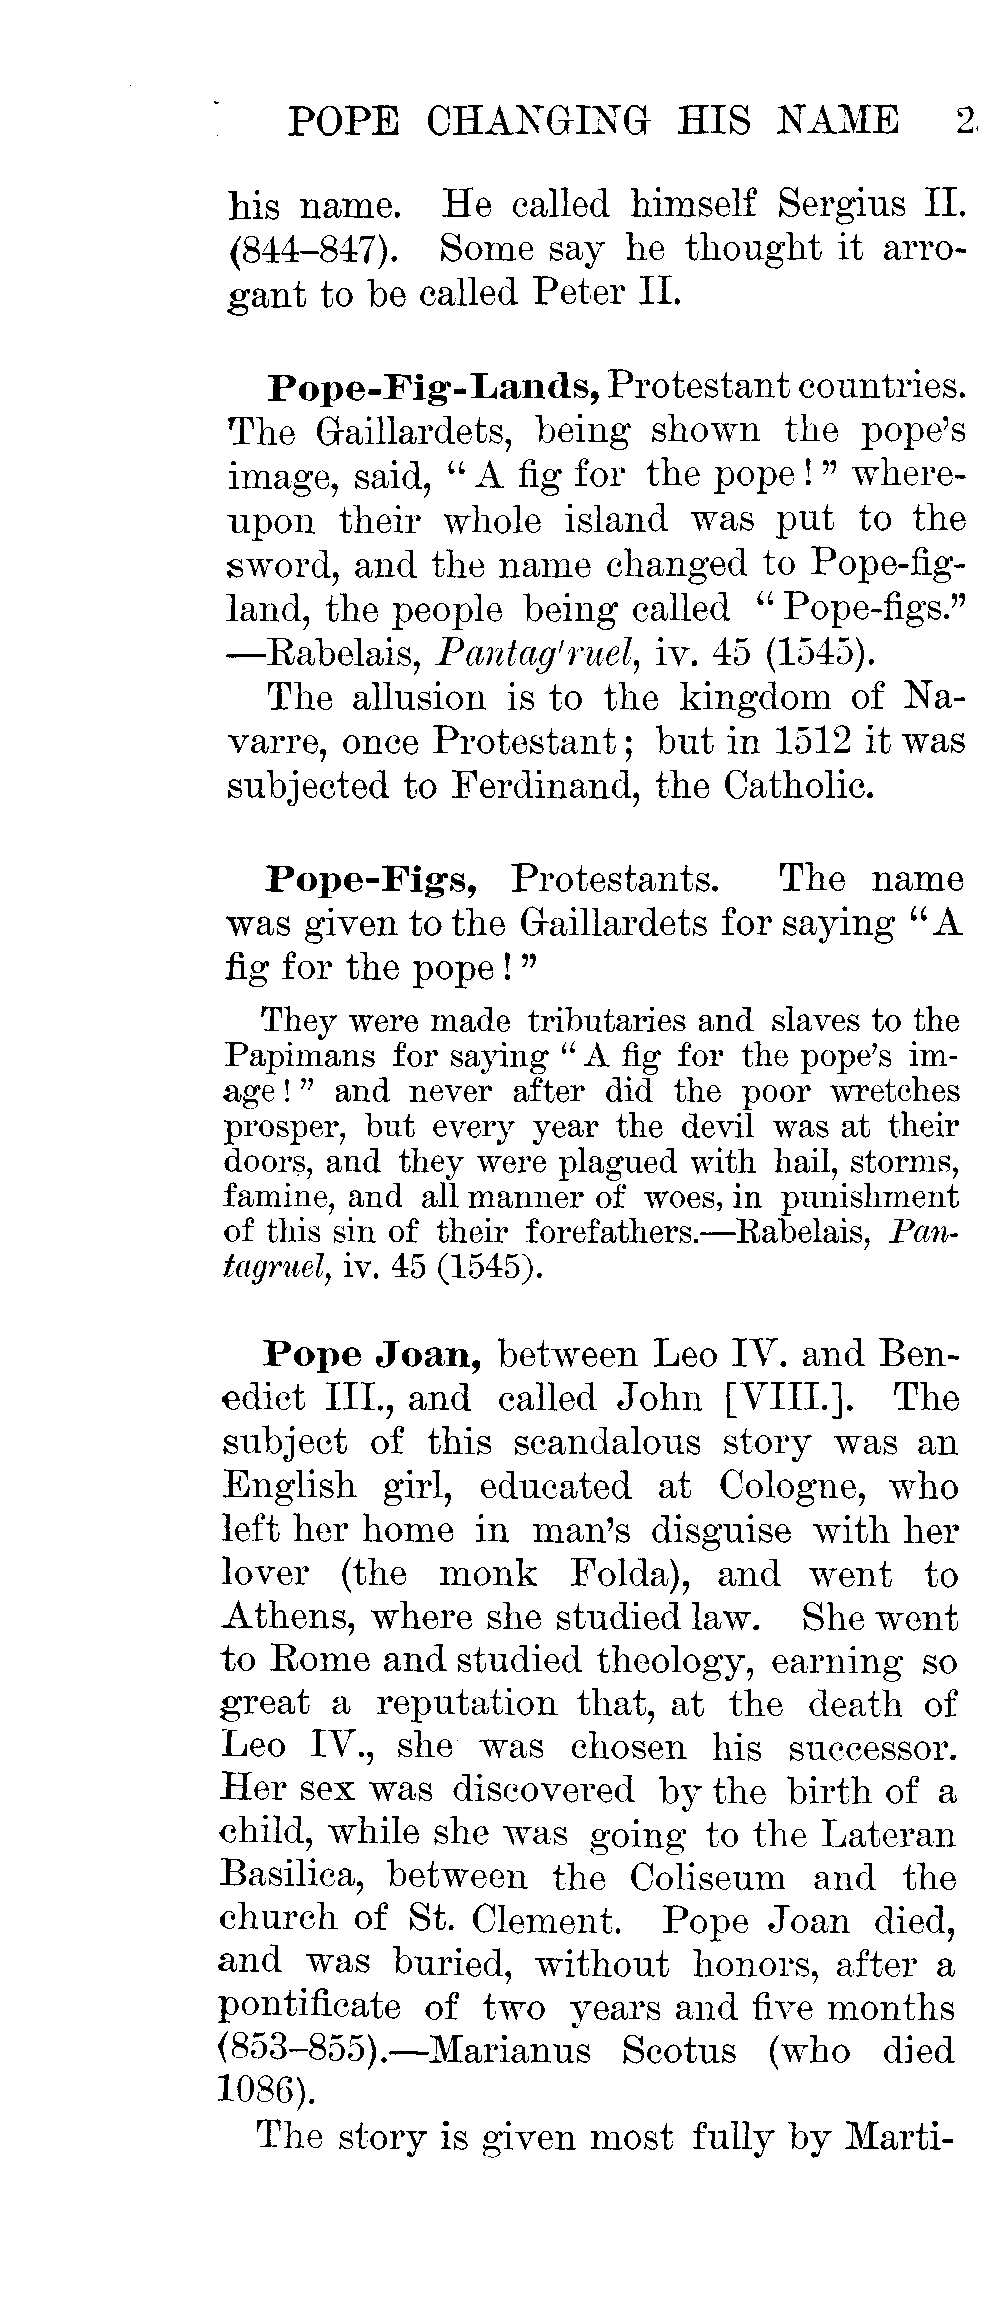 POPE CHANGING HIS NAME 2
his name. He called himself Sergius II.
(844–847). Some say he thought it arro-
gant to be called Peter II.
Pope-Fig-Lands, Protestant countries.
The Gaillardets, being shown the pope's
image, said, “A fig for the pope!” where-
upon their whole island was put to the
sword, and the name changed to Pope-fig-
land, the people being called “Pope-figs.”
—Rabelais, Pantag'ruel, iv. 45 (1545).
The allusion is to the kingdom of Na-
varre, once Protestant; but in 1512 it was
subjected to Ferdinand, the Catholic.
Pope-Figs, Protestants. The name
was given to the Gaillardets for saying “A
fig for the pope!”
They were made tributaries and slaves to the
Papimans for saying “A fig for the pope's im-
age!” and never after did the poor wretches
prosper, but every year the devil was at their
doors, and they were plagued with hail, storms,
famine, and all manner of woes, in punishment
of this sin of their forefathers.—Rabelais, Pan-
tagruel, iv. 45 (1545).
Pope Joan, between Leo IV. and Ben-
edict III., and called John [VIII.]. The
subject of this scandalous story was an
English girl, educated at Cologne, who
left her home in man's disguise with her
lover (the monk Folda), and went to
Athens, where she studied law. She went
to Rome and studied theology, earning so
great a reputation that, at the death of
Leo IV., she was chosen his successor.
Her sex was discovered by the birth of a
child, while she was going to the Lateran
Basilica, between the Coliseum and the
church of St. Clement. Pope Joan died,
and was buried, without honors, after a
pontificate of two years and five months
(853–855).—Marianus Scotus (who died
1086).
The story is given most fully by Marti-